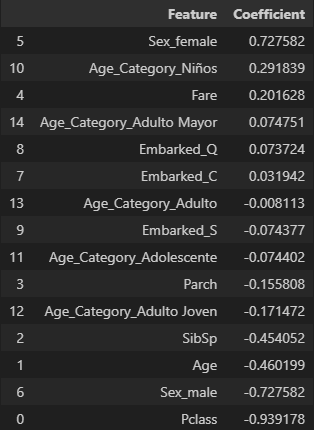 Feature Coefficient
5 Sex_female 0.727582
10 Age_Category_Niños 0.291839
4 Fare 0.201628
14 Age_Category_Adulto Mayor 0.074751
8 Embarked_Q 0.073724
7 Embarked_C 0.031942
13 Age_Category_Adulto -0.008113
9 Embarked_S -0.074377
11 Age_Category_Adolescente -0.074402
3 Parch -0.155808
12 Age_Category_Adulto Joven -0.171472
2 SibSp -0.454052
1 Age -0.460199
6 Sex_male -0.727582
0 Pclass -0.939178